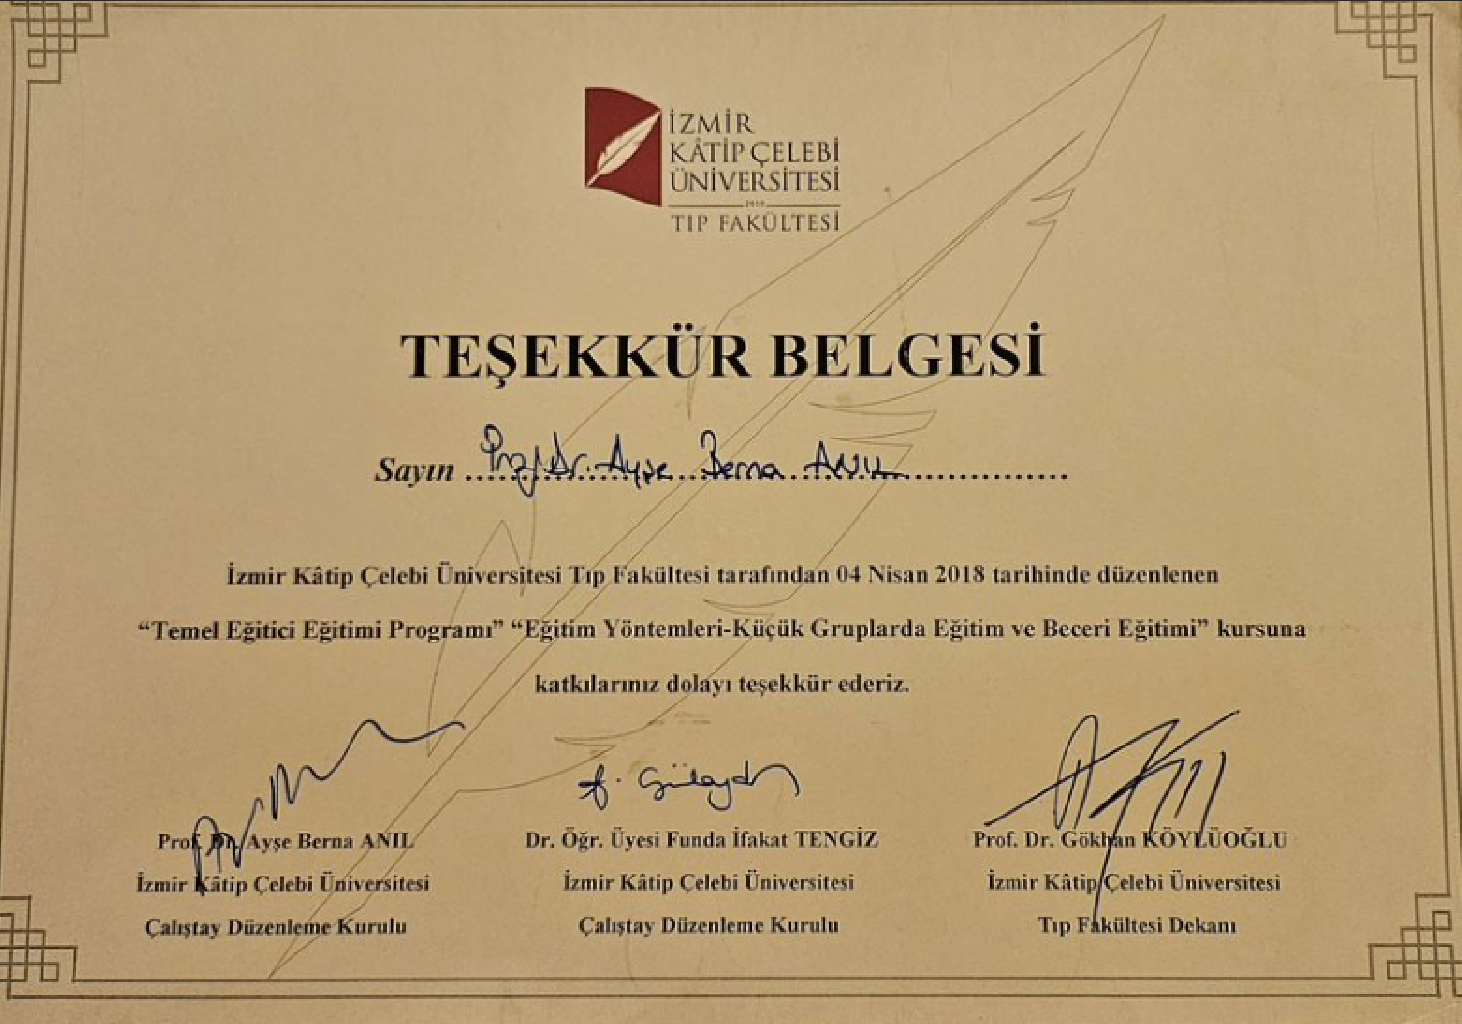 İZMİR
KÂTİP ÇELEBİ
ÜNİVERSİTESİ
2010
TIP FAKÜLTESİ
TEŞEKKÜR BELGESİ
Sayın Prof. Dr. Ayşe Berna ANIL
İzmir Kâtip Çelebi Üniversitesi Tıp Fakültesi tarafından 04 Nisan 2018 tarihinde düzenlenen
“Temel Eğitici Eğitimi Programı” “Eğitim Yöntemleri-Küçük Gruplarda Eğitim ve Beceri Eğitimi” kursuna
katkılarınız dolayı teşekkür ederiz.
Prof. Dr. Ayşe Berna ANIL
İzmir Kâtip Çelebi Üniversitesi
Çalıştay Düzenleme Kurulu
Dr. Öğr. Üyesi Funda İfakat TENGİZ
İzmir Kâtip Çelebi Üniversitesi
Çalıştay Düzenleme Kurulu
Prof. Dr. Gökhan KÖYLÜOĞLU
İzmir Kâtip Çelebi Üniversitesi
Tıp Fakültesi Dekanı